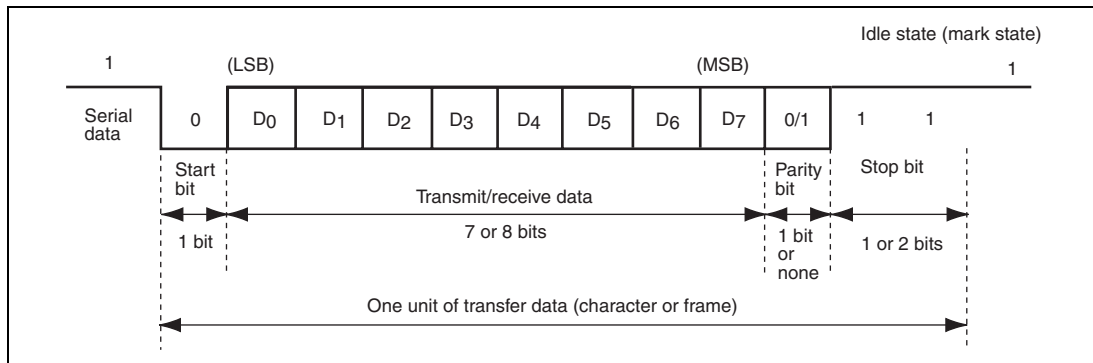 Idle state (mark state)
1 (LSB) (MSB) 1
Serial data 0 D0 D1 D2 D3 D4 D5 D6 D7 0/1 1 1
Start bit
Parity bit
Stop bit
Transmit/receive data
1 bit
7 or 8 bits
1 bit or none
1 or 2 bits
One unit of transfer data (character or frame)